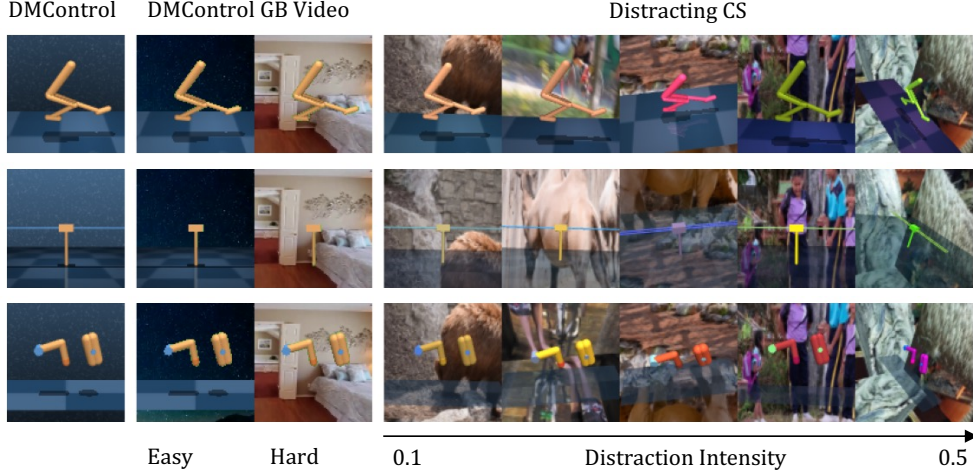 DMControl DMControl GB Video Distracting CS
Easy Hard 0.1 Distraction Intensity 0.5